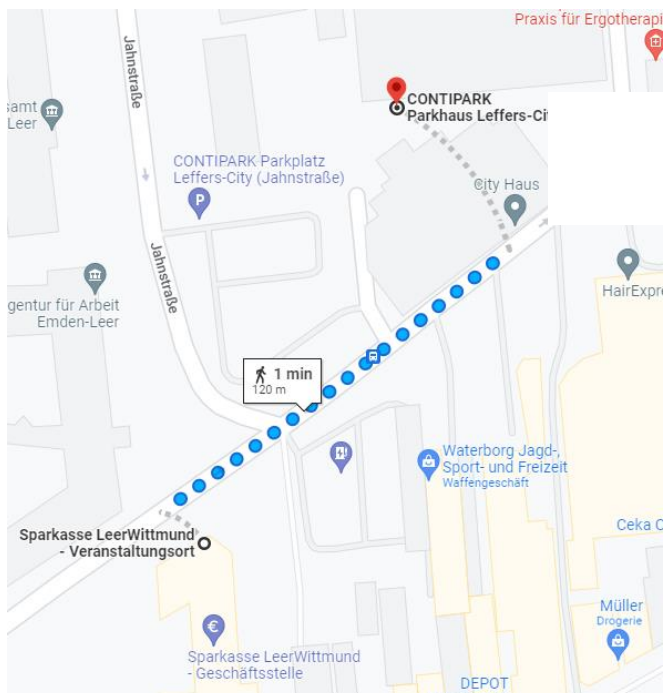 Praxis für Ergotherapi
Jahnstraße
samt
Leer
CONTIPARK
Parkhaus Leffers-Cit
CONTIPARK Parkplatz
Leffers-City (Jahnstraße)
P
City Haus
Jahnstraße
gentur für Arbeit
Emden-Leer
HairExpre
1 min
120 m
Waterborg Jagd-,
Sport- und Freizeit
Waffengeschäft
Sparkasse LeerWittmund
- Veranstaltungsort
Ceka C
Müller
Drogerie
€
Sparkasse LeerWittmund
- Geschäftsstelle
DEPOT